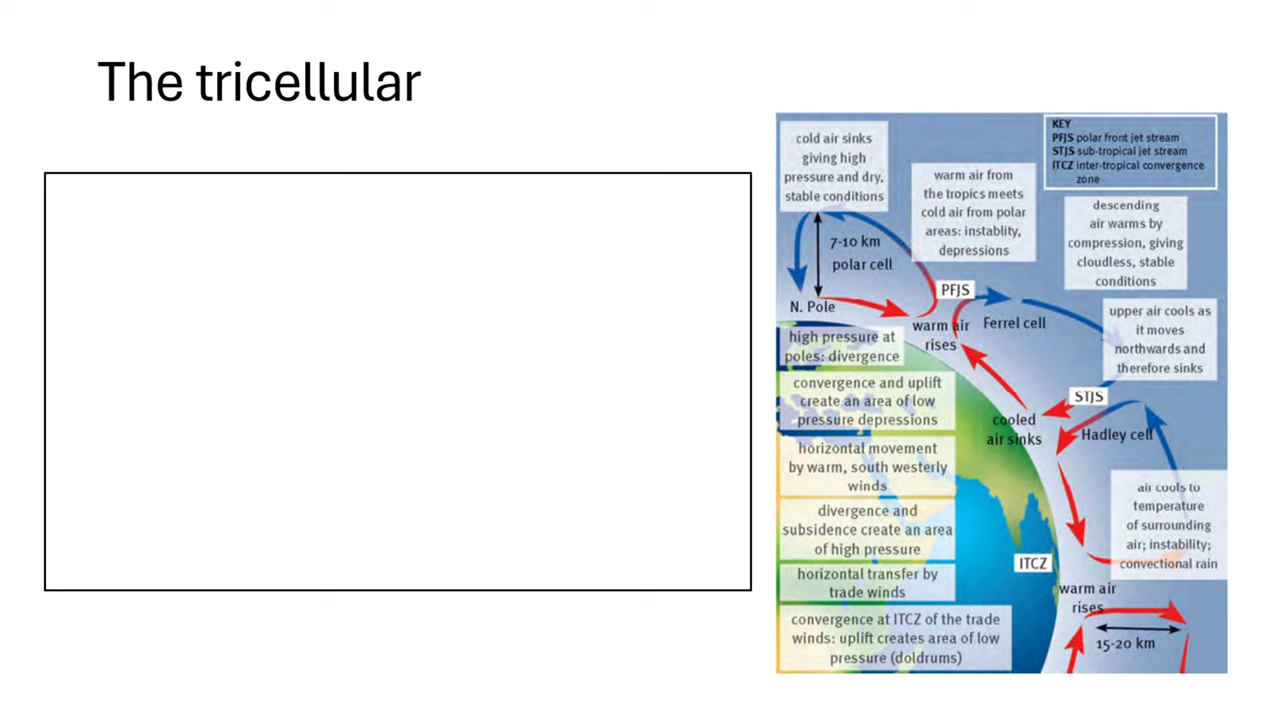 The tricellular
KEY
PFJS polar front jet stream
STJS sub-tropical jet stream
ITCZ inter-tropical convergence
zone
cold air sinks
giving high
pressure and dry,
stable conditions
warm air from
the tropics meets
cold air from polar
areas: instablity,
depressions
descending
air warms by
compression, giving
cloudless, stable
conditions
7-10 km
polar cell
N. Pole
PFJS
warm air
rises
Ferrel cell
upper air cools as
it moves
northwards and
therefore sinks
high pressure at
poles: divergence
convergence and uplift
create an area of low
pressure depressions
STJS
cooled
air sinks
Hadley cell
horizontal movement
by warm, south westerly
winds
air cools to
temperature
of surrounding
air; instability;
convectional rain
divergence and
subsidence create an area
of high pressure
ITCZ
horizontal transfer by
trade winds
warm air
rises
convergence at ITCZ of the trade
winds: uplift creates area of low
pressure (doldrums)
15-20 km